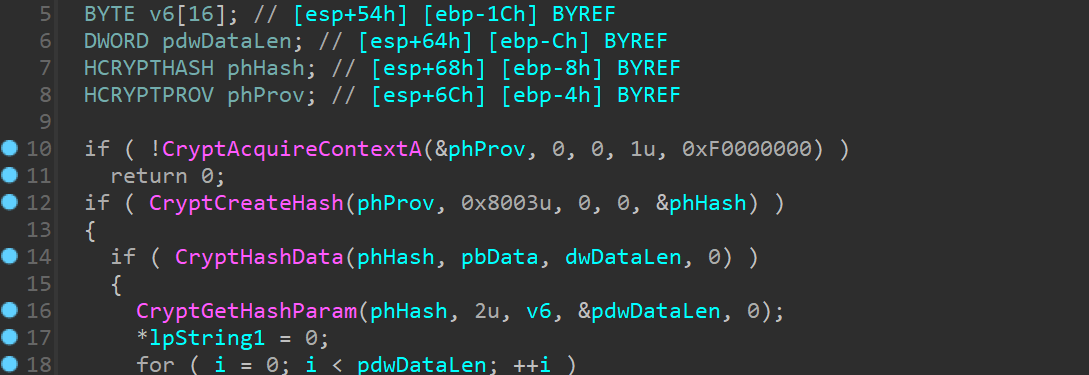 5 BYTE v6[16]; // [esp+54h] [ebp-1Ch] BYREF
6 DWORD pdwDataLen; // [esp+64h] [ebp-Ch] BYREF
7 HCRYPTHASH phHash; // [esp+68h] [ebp-8h] BYREF
8 HCRYPTPROV phProv; // [esp+6Ch] [ebp-4h] BYREF
9
10 if ( !CryptAcquireContextA(&phProv, 0, 0, 1u, 0xF0000000) )
11 return 0;
12 if ( CryptCreateHash(phProv, 0x8003u, 0, 0, &phHash) )
13 {
14 if ( CryptHashData(phHash, pbData, dwDataLen, 0) )
15 {
16 CryptGetHashParam(phHash, 2u, v6, &pdwDataLen, 0);
17 *lpString1 = 0;
18 for ( i = 0; i < pdwDataLen; ++i )